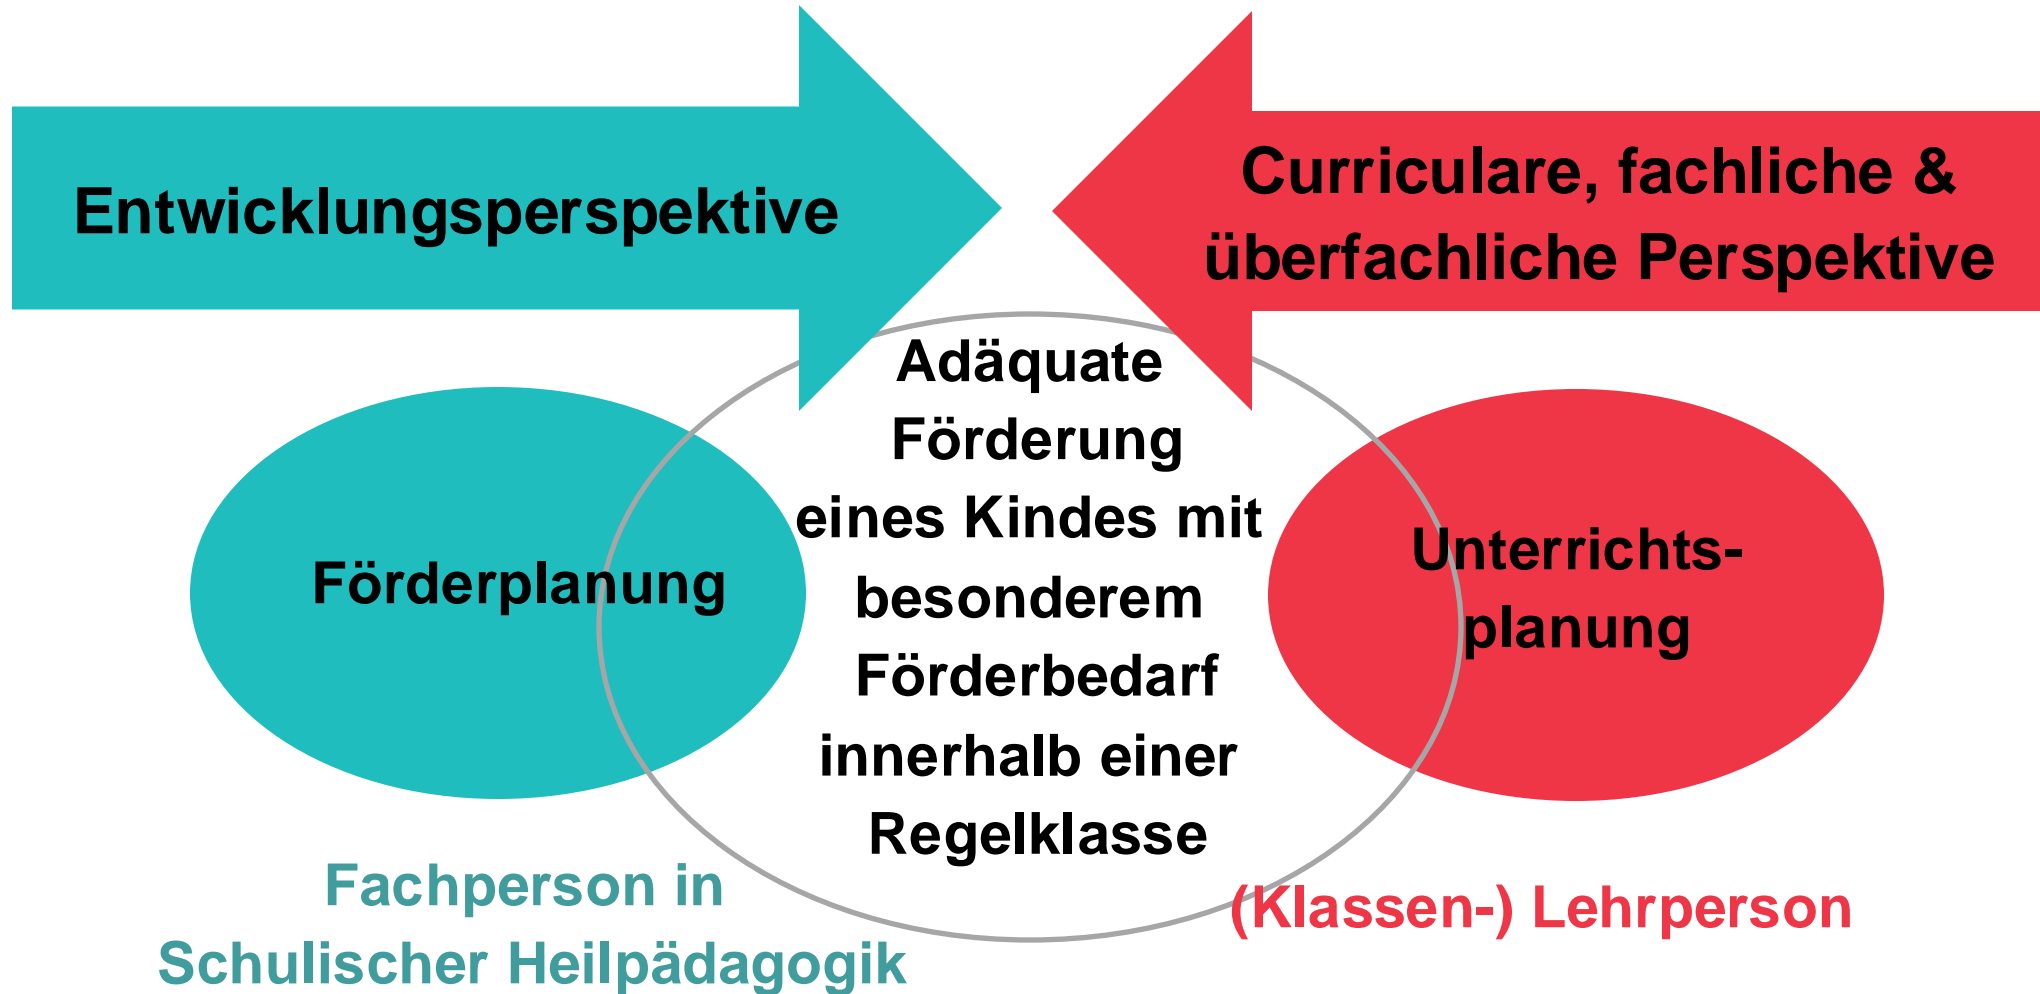 Entwicklungsperspektive
Curriculare, fachliche &
überfachliche Perspektive
Adäquate
Förderung
eines Kindes mit
besonderem
Förderbedarf
innerhalb einer
Regelklasse
Förderplanung
Unterrichts-
planung
Fachperson in
Schulischer Heilpädagogik
(Klassen-) Lehrperson